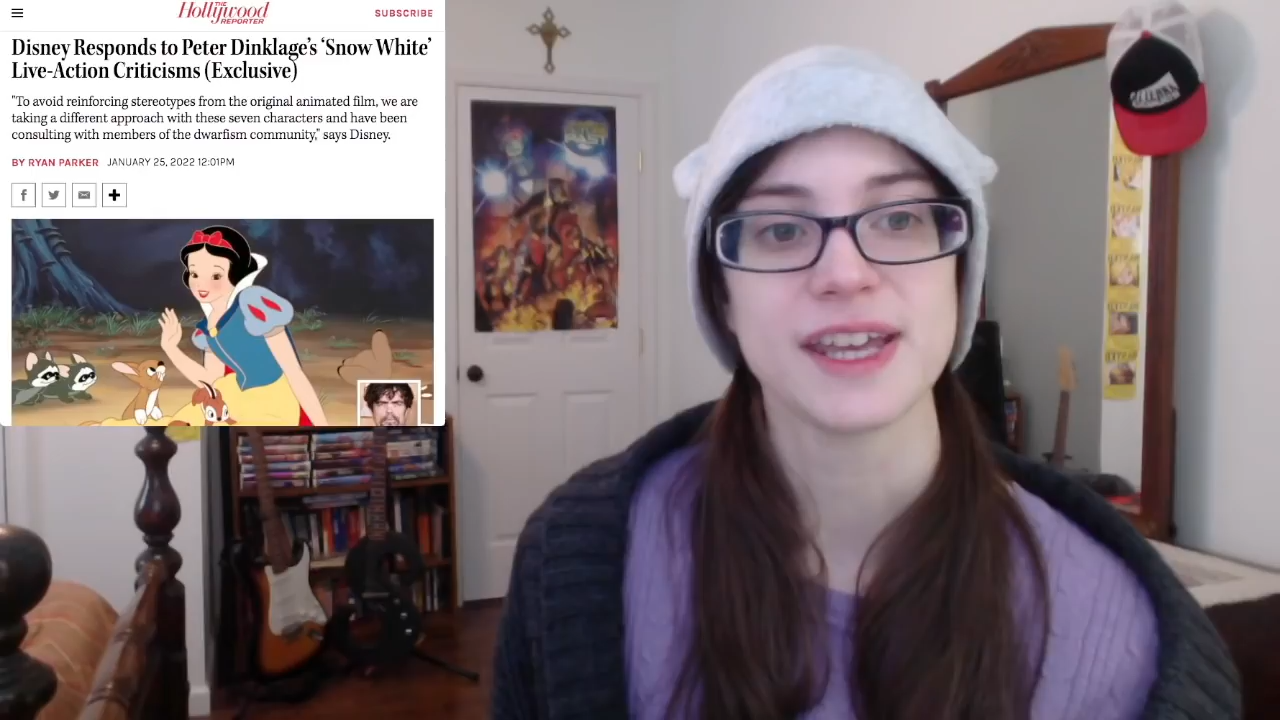 THE
Hollywood
REPORTER
SUBSCRIBE
Disney Responds to Peter Dinklage's 'Snow White'
Live-Action Criticisms (Exclusive)
"To avoid reinforcing stereotypes from the original animated film, we are
taking a different approach with these seven characters and have been
consulting with members of the dwarfism community," says Disney.
BY RYAN PARKER JANUARY 25, 2022 12:01PM